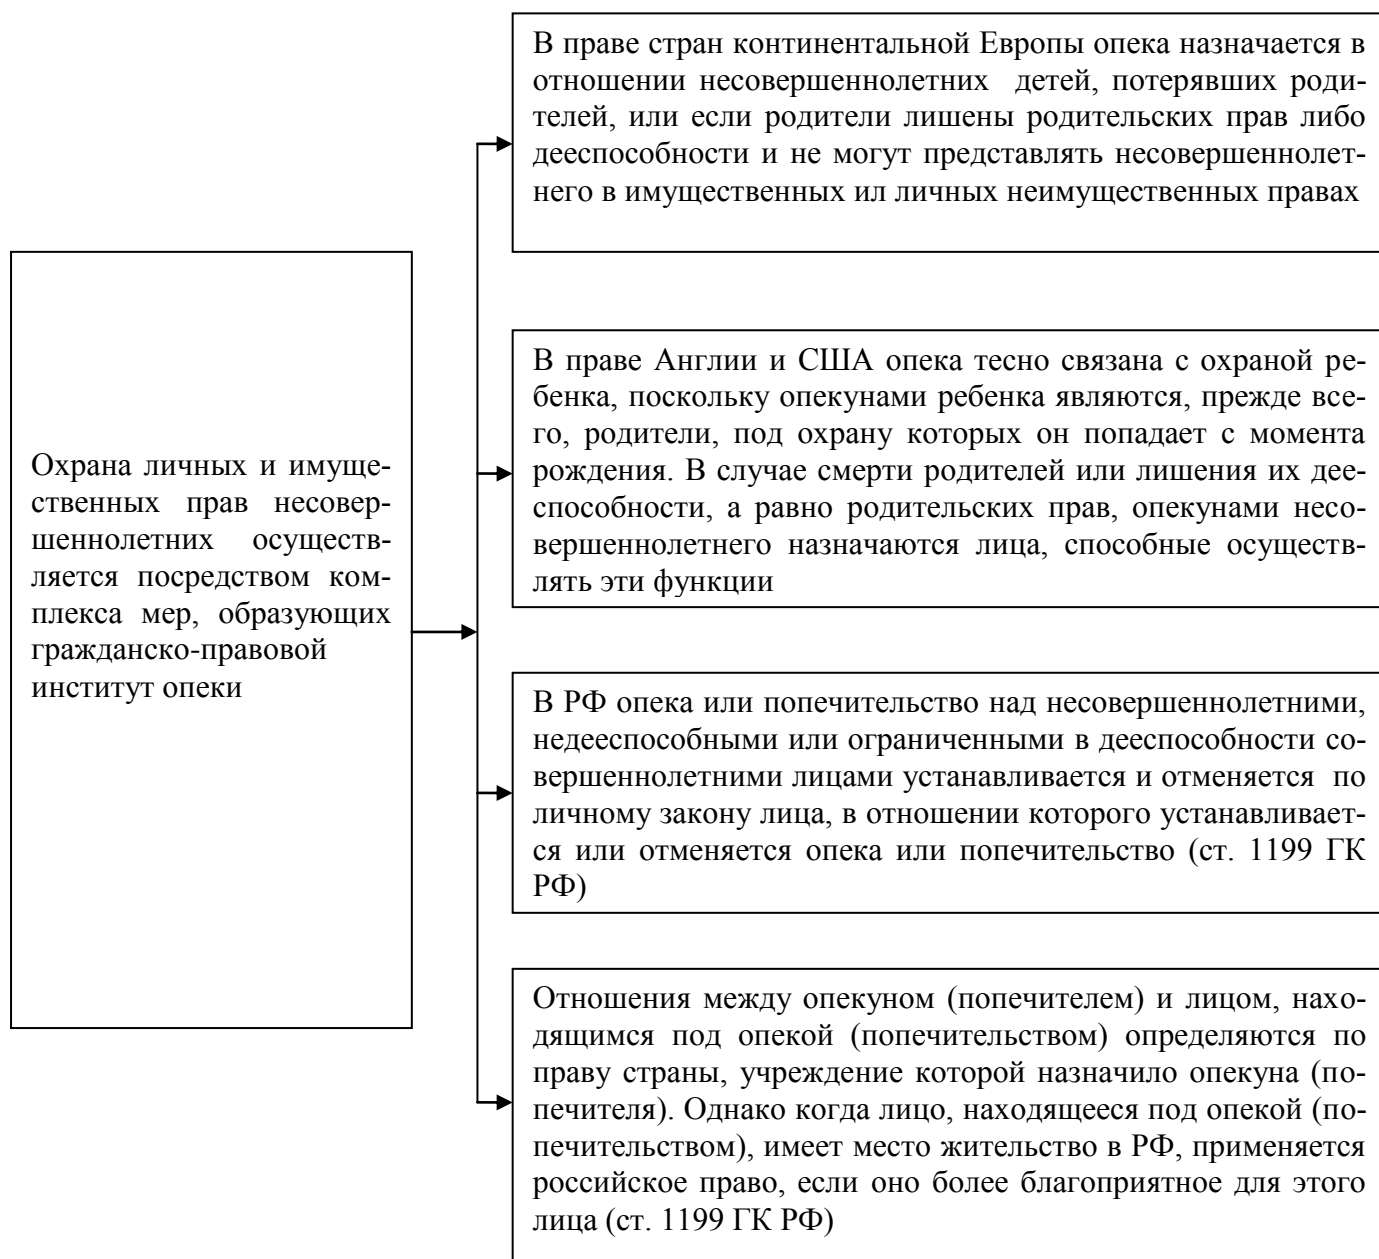 Охрана личных и имуще-
ственных прав несовер-
шеннолетних осуществ-
ляется посредством ком-
плекса мер, образующих
гражданско-правовой
институт опеки
В праве стран континентальной Европы опека назначается в
отношении несовершеннолетних детей, потерявших роди-
телей, или если родители лишены родительских прав либо
дееспособности и не могут представлять несовершеннолет-
него в имущественных ил личных неимущественных правах
В праве Англии и США опека тесно связана с охраной ре-
бенка, поскольку опекунами ребенка являются, прежде все-
го, родители, под охрану которых он попадает с момента
рождения. В случае смерти родителей или лишения их дее-
способности, а равно родительских прав, опекунами несо-
вершеннолетнего назначаются лица, способные осуществ-
лять эти функции
В РФ опека или попечительство над несовершеннолетними,
недееспособными или ограниченными в дееспособности со-
вершеннолетними лицами устанавливается и отменяется по
личному закону лица, в отношении которого устанавливает-
ся или отменяется опека или попечительство (ст. 1199 ГК
РФ)
Отношения между опекуном (попечителем) и лицом, нахо-
дящимся под опекой (попечительством) определяются по
праву страны, учреждение которой назначило опекуна (по-
печителя). Однако когда лицо, находящееся под опекой (по-
печительством), имеет место жительство в РФ, применяется
российское право, если оно более благоприятное для этого
лица (ст. 1199 ГК РФ)